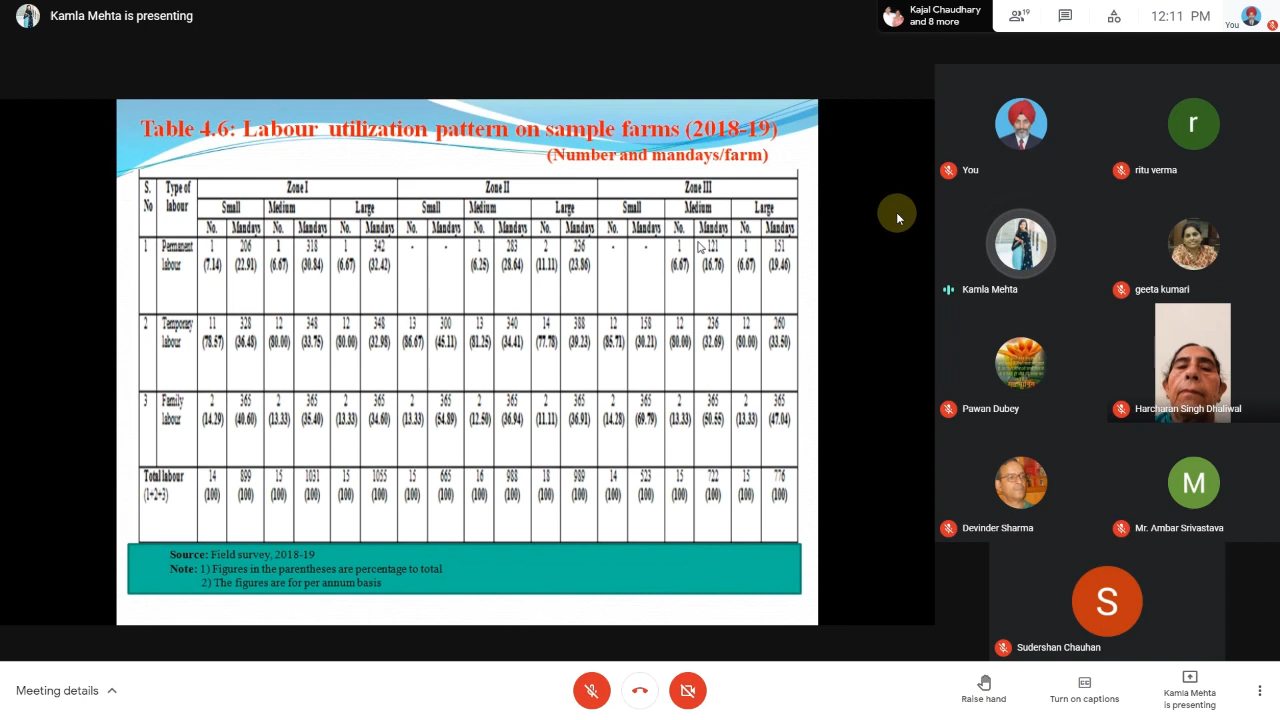 Kamla Mehta is presenting
Kajal Chaudhary
and 8 more
19
12:11 PM
You
Table 4.6: Labour utilization pattern on sample farms (2018-19)
(Number and mandays/farm)
S. No Type of labour Zone I Zone II Zone III
Small Medium Large Small Medium Large Small Medium Large
No. Mandays No. Mandays No. Mandays No. Mandays No. Mandays No. Mandays No. Mandays No. Mandays No. Mandays
1 Permanent 1 206 1 318 1 342 - - 1 283 2 236 - - 1 121 1 151
labour (7.14) (22.91) (6.67) (30.84) (6.67) (32.42) (6.25) (28.64) (11.11) (23.86) (6.67) (16.76) (6.67) (19.46)
2 Temporary 11 328 12 348 12 348 13 300 13 340 14 388 12 158 12 236 12 260
labour (78.57) (36.48) (80.00) (33.75) (80.00) (32.98) (86.67) (45.11) (81.25) (34.41) (77.78) (39.23) (85.71) (30.21) (80.00) (32.69) (80.00) (33.50)
3 Family 2 365 2 365 2 365 2 365 2 365 2 365 2 365 2 365 2 365
labour (14.29) (40.60) (13.33) (35.40) (13.33) (34.60) (13.33) (54.89) (12.50) (36.94) (11.11) (36.91) (14.28) (69.79) (13.33) (50.55) (13.33) (47.04)
Total labour 14 899 15 1031 15 1055 15 665 16 988 18 989 14 523 15 722 15 776
(1+2+3) (100) (100) (100) (100) (100) (100) (100) (100) (100) (100) (100) (100) (100) (100) (100) (100) (100) (100)
Source: Field survey, 2018-19
Note: 1) Figures in the parentheses are percentage to total
2) The figures are for per annum basis
You
r
ritu verma
Kamla Mehta
geeta kumari
Pawan Dubey
Harcharan Singh Dhaliwal
Devinder Sharma
M
Mr. Ambar Srivastava
S
Sudershan Chauhan
Meeting details
Raise hand
Turn on captions
Kamla Mehta
is presenting